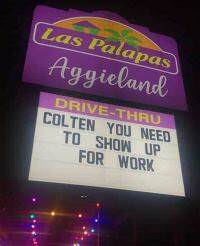 Las Palapas
Aggieland
DRIVE-THRU
COLTEN YOU NEED
TO SHOW UP
FOR WORK